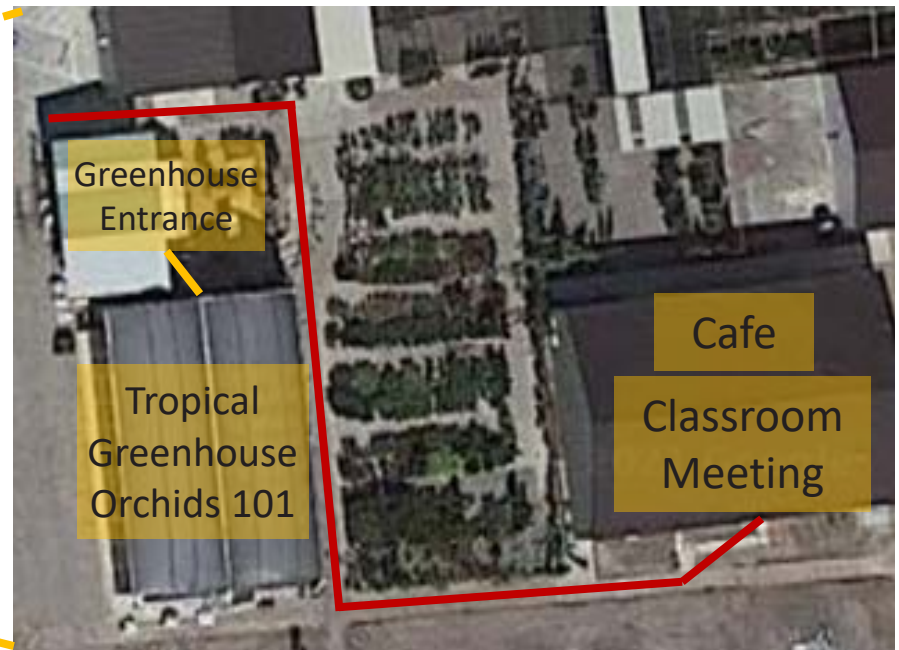 Greenhouse
Entrance
Tropical
Greenhouse
Orchids 101
Cafe
Classroom
Meeting